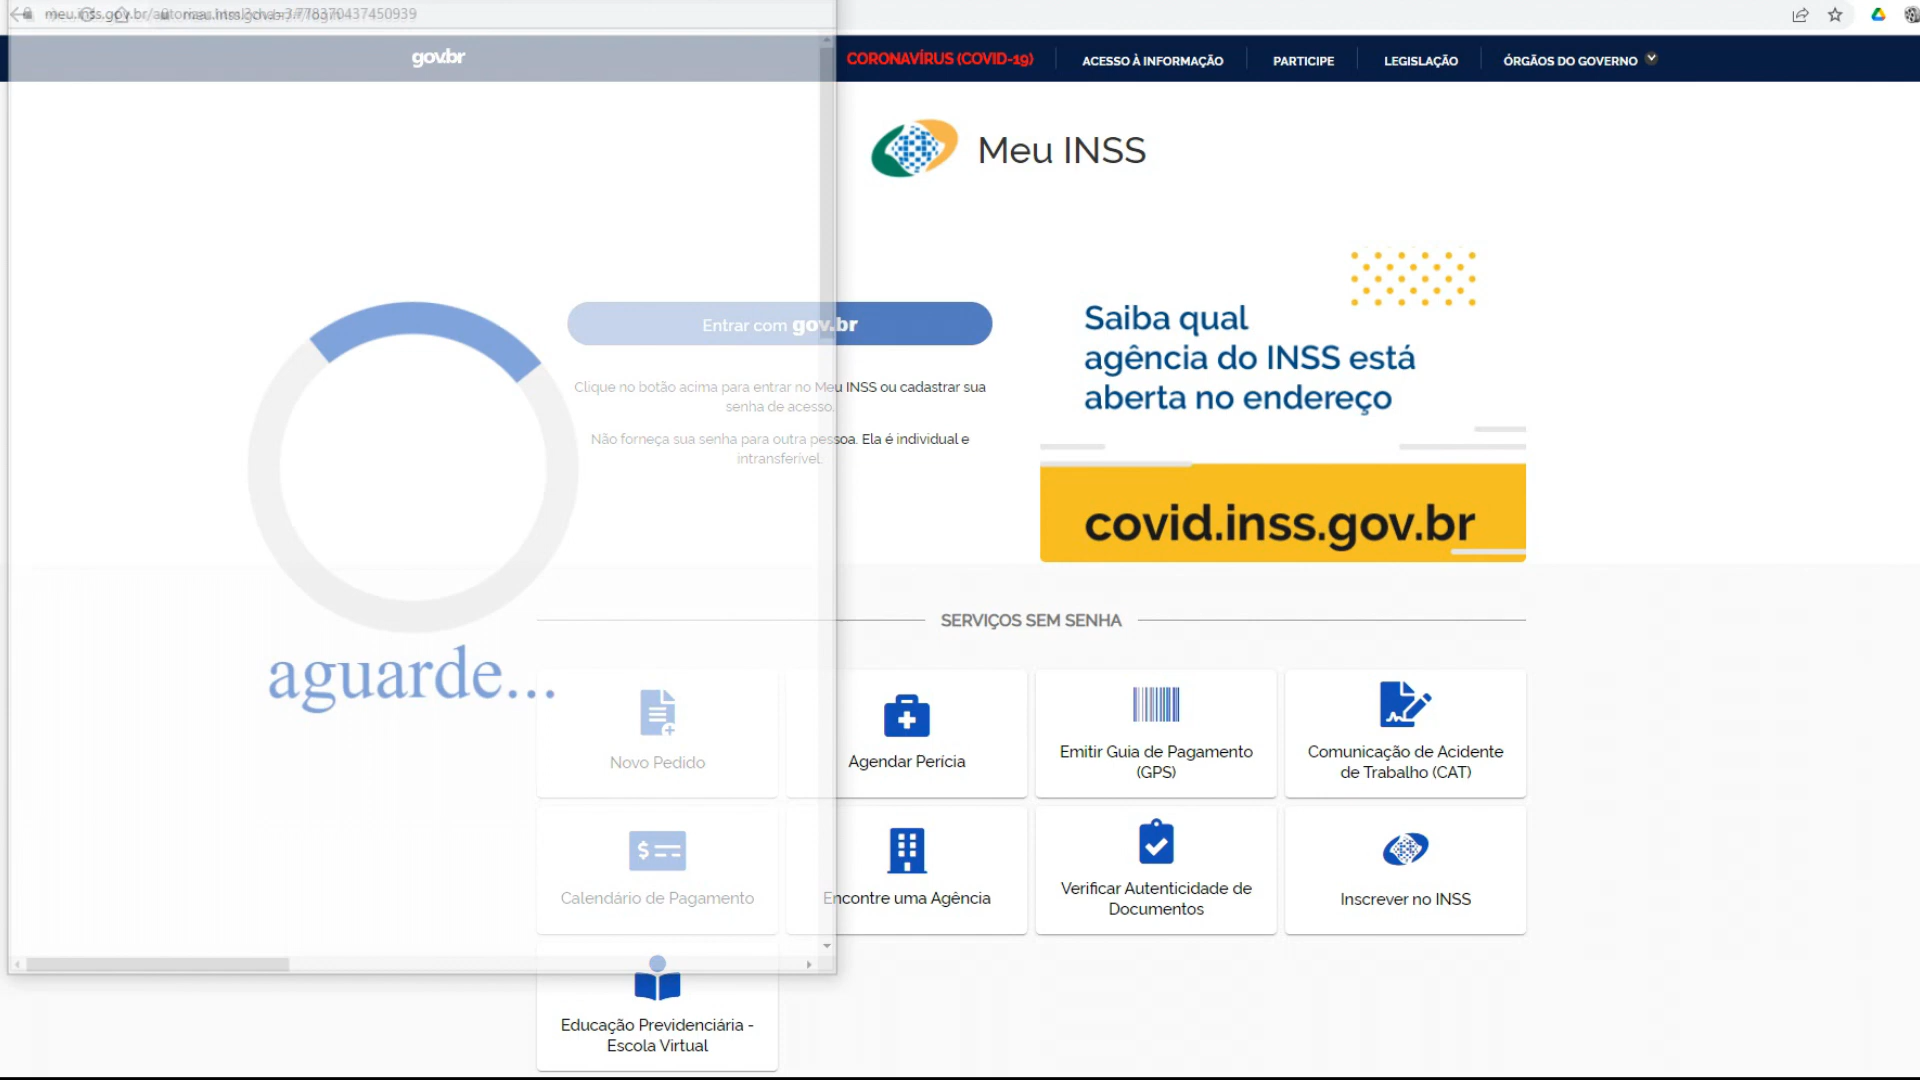 gov.br
CORONAVÍRUS (COVID-19)
ACESSO À INFORMAÇÃO
PARTICIPE
LEGISLAÇÃO
ÓRGÃOS DO GOVERNO
Meu INSS
Entrar com gov.br
Clique no botão acima para entrar no Meu INSS ou cadastrar sua
senha de acesso.
Não forneça sua senha para outra pessoa. Ela é individual e
intransferível.
Saiba qual
agência do INSS está
aberta no endereço
covid.inss.gov.br
aguarde...
SERVIÇOS SEM SENHA
Novo Pedido
Agendar Perícia
Emitir Guia de Pagamento
(GPS)
Comunicação de Acidente
de Trabalho (CAT)
Calendário de Pagamento
Encontre uma Agência
Verificar Autenticidade de
Documentos
Inscrever no INSS
Educação Previdenciária -
Escola Virtual